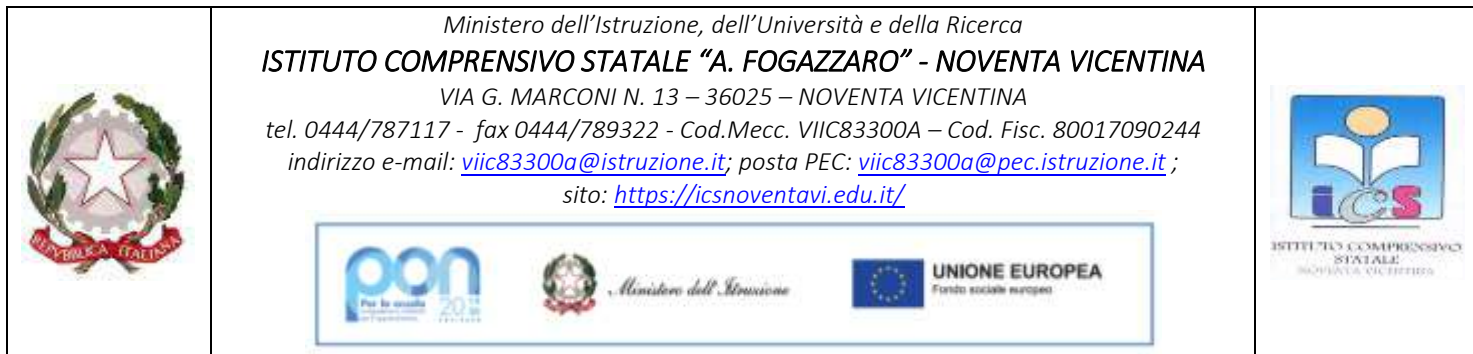 Ministero dell’Istruzione, dell’Università e della Ricerca
ISTITUTO COMPRENSIVO STATALE “A. FOGAZZARO” - NOVENTA VICENTINA
VIA G. MARCONI N. 13 – 36025 – NOVENTA VICENTINA
tel. 0444/787117 - fax 0444/789322 - Cod.Mecc. VIIC83300A – Cod. Fisc. 80017090244
indirizzo e-mail: viic83300a@istruzione.it; posta PEC: viic83300a@pec.istruzione.it ;
sito: https://icsnoventavi.edu.it/
REPVBBLICA ITALIANA
pon
Per la scuola
Ministero dell'Istruzione
UNIONE EUROPEA
Fondo sociale europeo
ics
ISTITUTO COMPRENSIVO
STATALE
NOVENTA VICENTINA